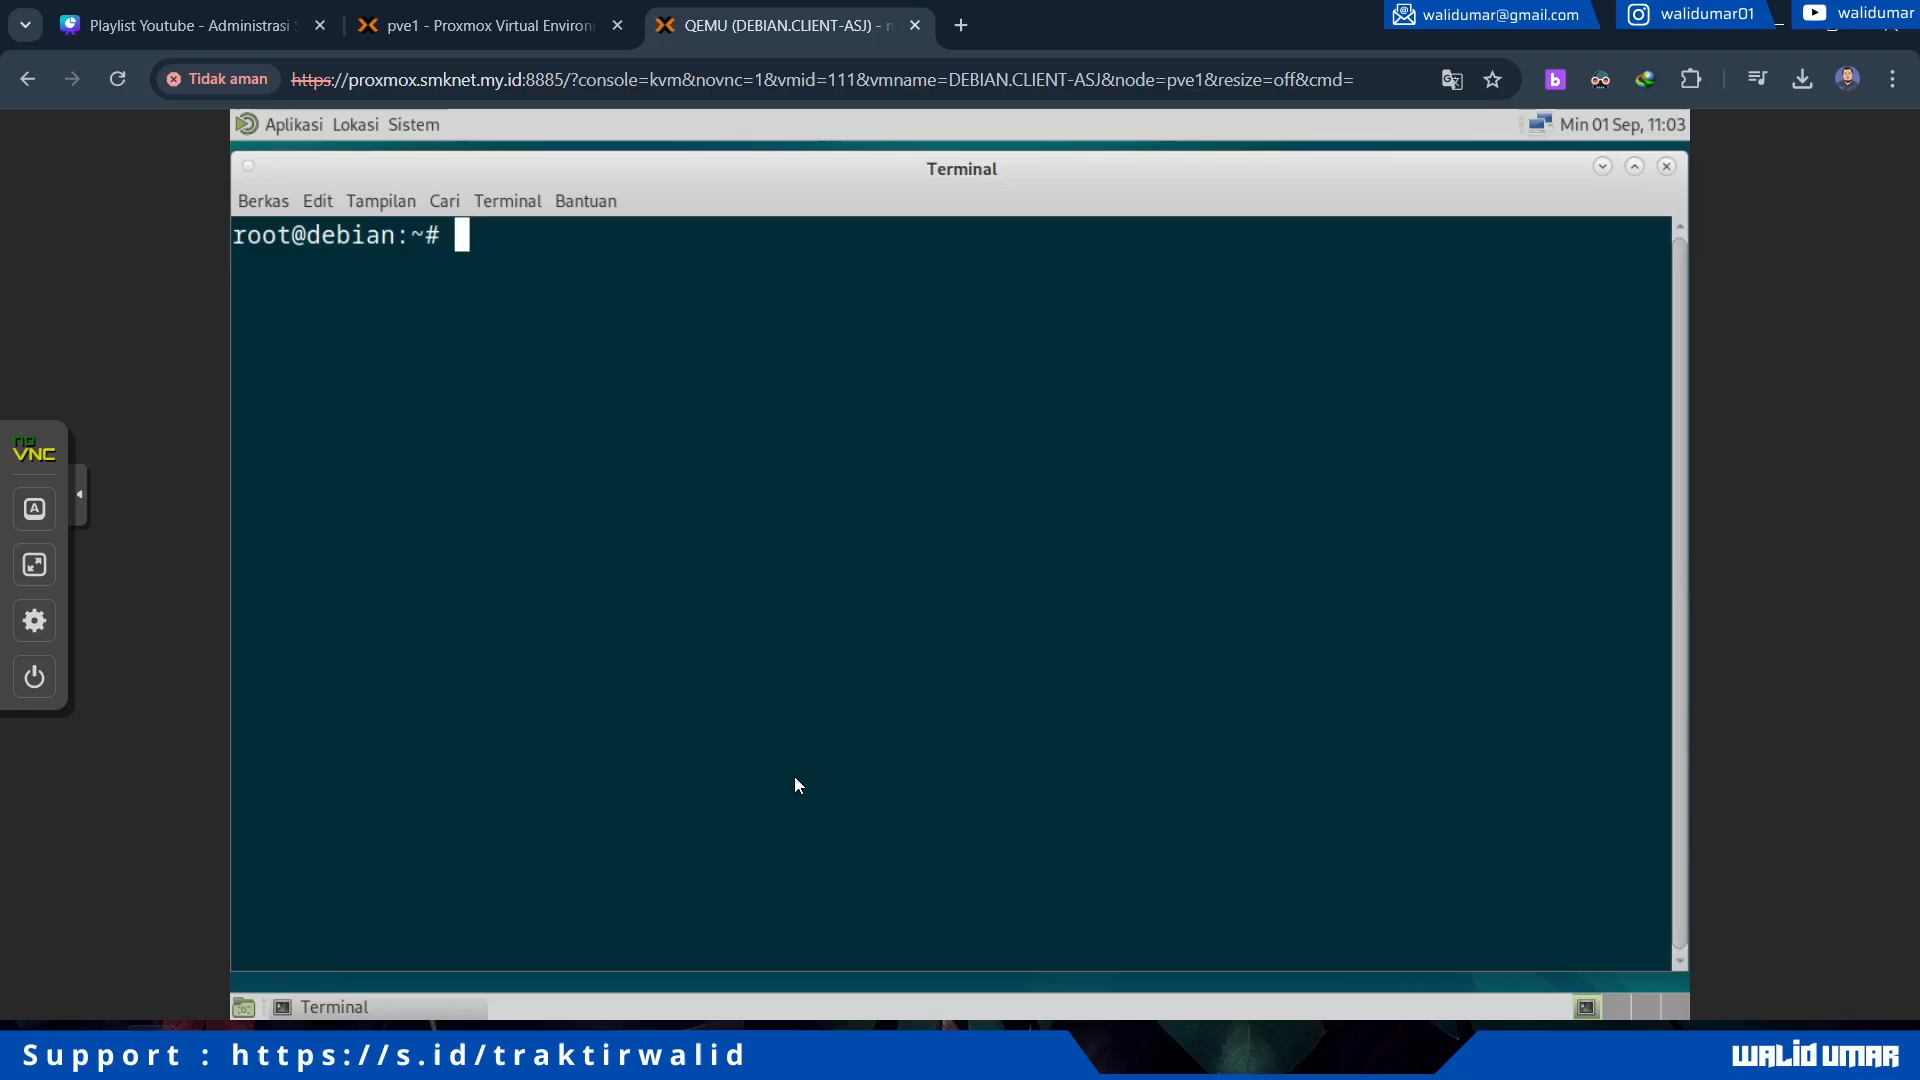 Playlist Youtube - Administrasi
pve1 - Proxmox Virtual Environ
QEMU (DEBIAN.CLIENT-ASJ) - n
walidumar@gmail.com
walidumar01
walidumar
Tidak aman
https://proxmox.smknet.my.id:8885/?console=kvm&novnc=1&vmid=111&vmname=DEBIAN.CLIENT-ASJ&node=pve1&resize=off&cmd=
Aplikasi Lokasi Sistem
Min 01 Sep, 11:03
Terminal
Berkas Edit Tampilan Cari Terminal Bantuan
root@debian:~#
no
VNC
A
Terminal
Support : https://s.id/traktirwalid
WALID UMAR